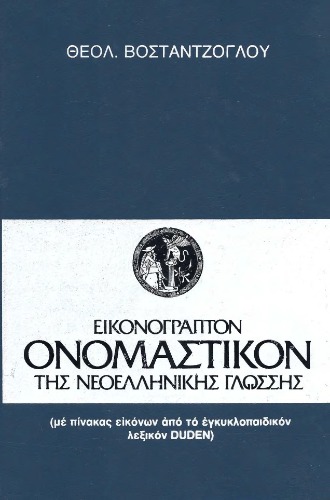 ΘΕΟΛ. ΒΟΣΤΑΝΤΖΟΓΛΟΥ
ΕΙΚΟΝΟΓΡΑΠΤΟΝ
ΟΝΟΜΑΣΤΙΚΟΝ
ΤΗΣ ΝΕΟΕΛΛΗΝΙΚΗΣ ΓΛΩΣΣΗΣ
(μέ πίνακας εἰκόνων ἀπό τό ἐγκυκλοπαιδικόν
λεξικόν DUDEN)